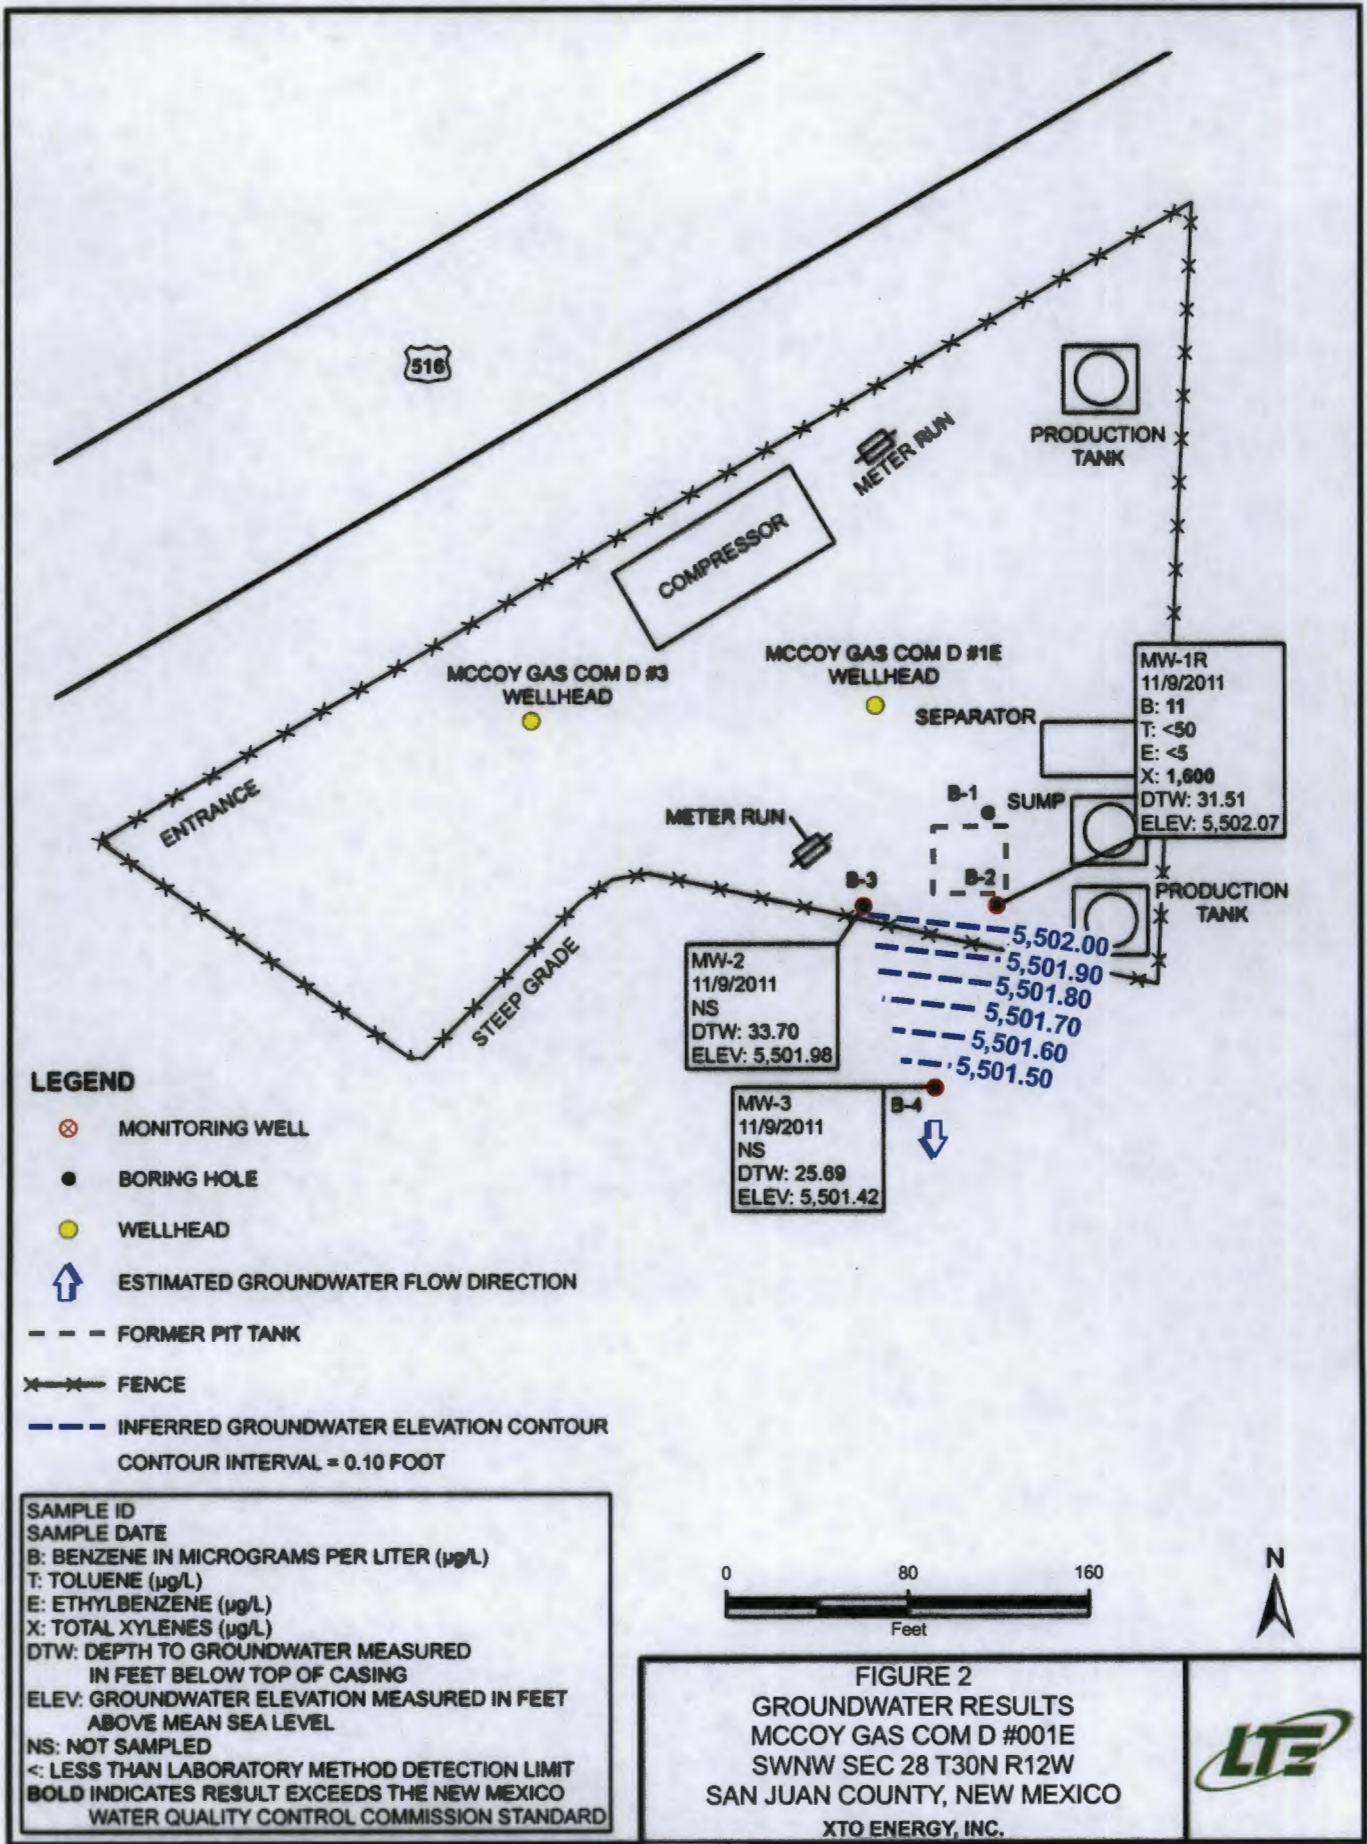 516
PRODUCTION
TANK
METER RUN
COMPRESSOR
MCCOY GAS COM D #3
WELLHEAD
MCCOY GAS COM D #1E
WELLHEAD
SEPARATOR
MW-1R
11/9/2011
B: 11
T: <50
E: <5
X: 1,600
DTW: 31.51
ELEV: 5,502.07
ENTRANCE
METER RUN
B-1
SUMP
B-3
B-2
PRODUCTION
TANK
STEEP GRADE
5,502.00
5,501.90
5,501.80
5,501.70
5,501.60
5,501.50
MW-2
11/9/2011
NS
DTW: 33.70
ELEV: 5,501.98
MW-3
11/9/2011
NS
DTW: 25.69
ELEV: 5,501.42
B-4
LEGEND
MONITORING WELL
BORING HOLE
WELLHEAD
ESTIMATED GROUNDWATER FLOW DIRECTION
FORMER PIT TANK
FENCE
INFERRED GROUNDWATER ELEVATION CONTOUR
CONTOUR INTERVAL = 0.10 FOOT
SAMPLE ID
SAMPLE DATE
B: BENZENE IN MICROGRAMS PER LITER (µg/L)
T: TOLUENE (µg/L)
E: ETHYLBENZENE (µg/L)
X: TOTAL XYLENES (µg/L)
DTW: DEPTH TO GROUNDWATER MEASURED
IN FEET BELOW TOP OF CASING
ELEV: GROUNDWATER ELEVATION MEASURED IN FEET
ABOVE MEAN SEA LEVEL
NS: NOT SAMPLED
<: LESS THAN LABORATORY METHOD DETECTION LIMIT
BOLD INDICATES RESULT EXCEEDS THE NEW MEXICO
WATER QUALITY CONTROL COMMISSION STANDARD
0 80 160
Feet
N
FIGURE 2
GROUNDWATER RESULTS
MCCOY GAS COM D #001E
SWNW SEC 28 T30N R12W
SAN JUAN COUNTY, NEW MEXICO
XTO ENERGY, INC.
LTE